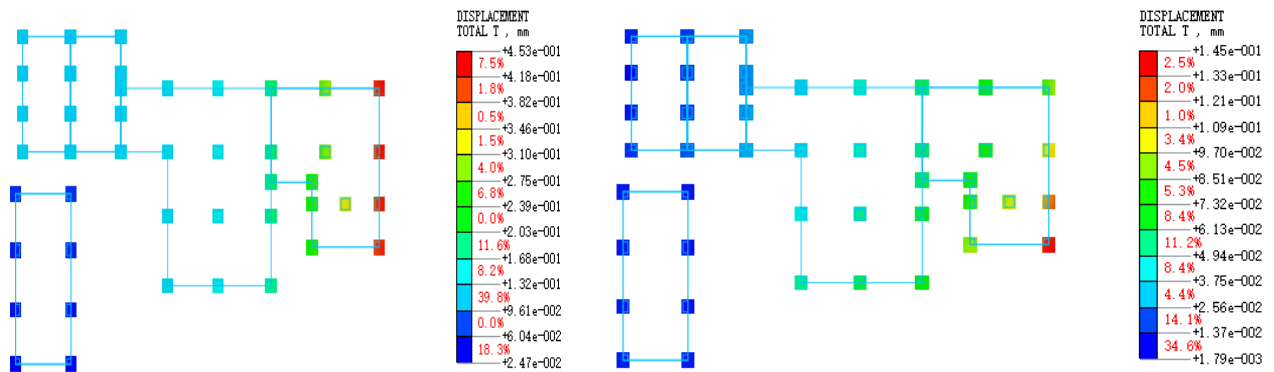 DISPLACEMENT
TOTAL T , mm
+4.53e-001
7.5%
+4.18e-001
1.8%
+3.82e-001
0.5%
+3.46e-001
1.5%
+3.10e-001
4.0%
+2.75e-001
6.8%
+2.39e-001
0.0%
+2.03e-001
11.6%
+1.68e-001
8.2%
+1.32e-001
39.8%
+9.61e-002
0.0%
+6.04e-002
18.3%
+2.47e-002
DISPLACEMENT
TOTAL T , mm
+1.45e-001
2.5%
+1.33e-001
2.0%
+1.21e-001
1.0%
+1.09e-001
3.4%
+9.70e-002
4.5%
+8.51e-002
5.3%
+7.32e-002
8.4%
+6.13e-002
11.2%
+4.94e-002
8.4%
+3.75e-002
4.4%
+2.56e-002
14.1%
+1.37e-002
34.6%
+1.79e-003